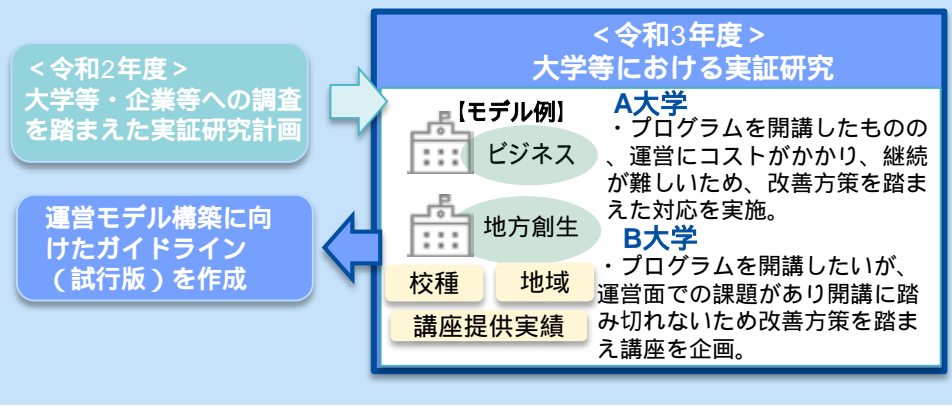 ＜令和2年度＞
大学等・企業等への調査
を踏まえた実証研究計画
＜令和3年度＞
大学等における実証研究
【モデル例】
ビジネス
地方創生
校種
地域
講座提供実績
A大学
・プログラムを開講したものの
、運営にコストがかかり、継続
が難しいため、改善方策を踏ま
えた対応を実施。
B大学
・プログラムを開講したいが、
運営面での課題があり開講に踏
み切れないため改善方策を踏ま
え講座を企画。
運営モデル構築に向
けたガイドライン
（試行版）を作成